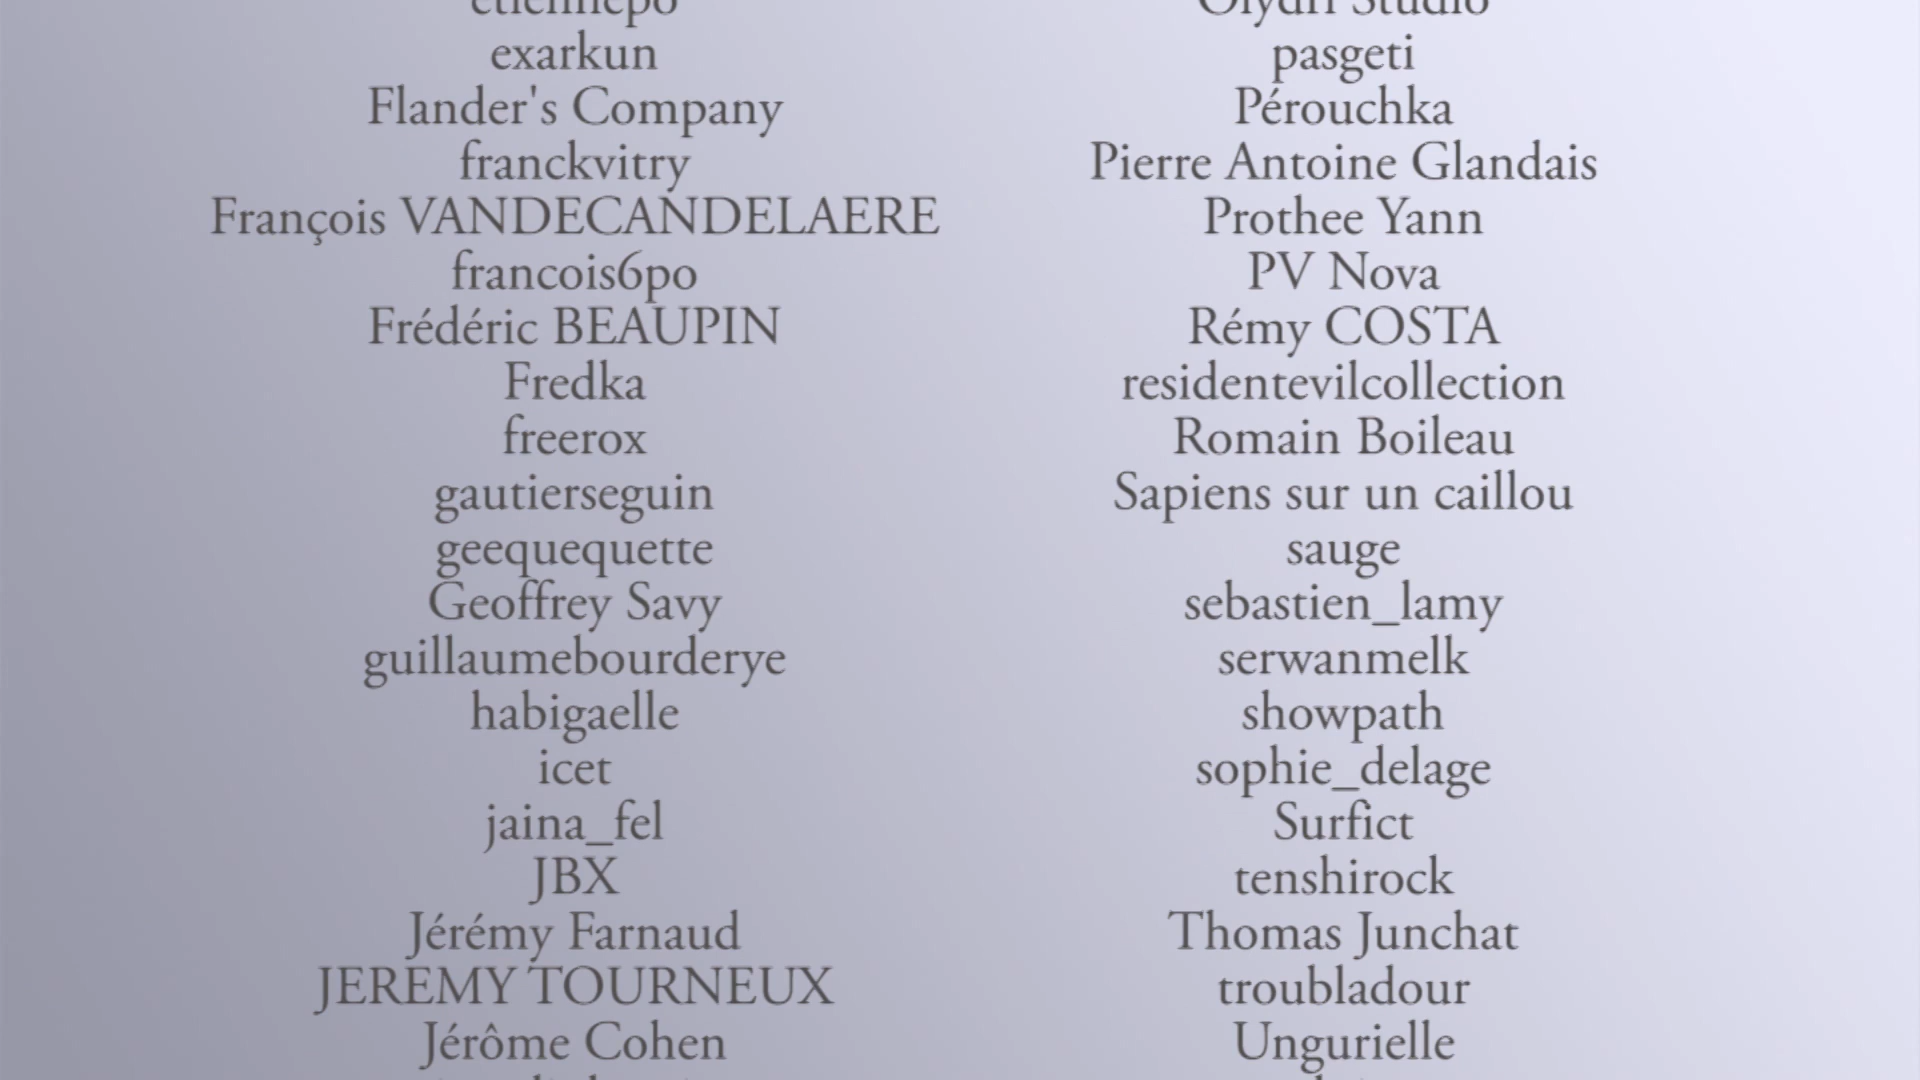 etiennepo
exarkun
Flander's Company
franckvitry
François VANDECANDELAERE
francois6po
Frédéric BEAUPIN
Fredka
freerox
gautierseguin
geequequette
Geoffrey Savy
guillaumebourderye
habigaelle
icet
jaina_fel
JBX
Jérémy Farnaud
JEREMY TOURNEUX
Jérôme Cohen
Olydri Studio
pasgeti
Pérouchka
Pierre Antoine Glandais
Prothee Yann
PV Nova
Rémy COSTA
residentevilcollection
Romain Boileau
Sapiens sur un caillou
sauge
sebastien_lamy
serwanmelk
showpath
sophie_delage
Surfict
tenshirock
Thomas Junchat
troubladour
Ungurielle